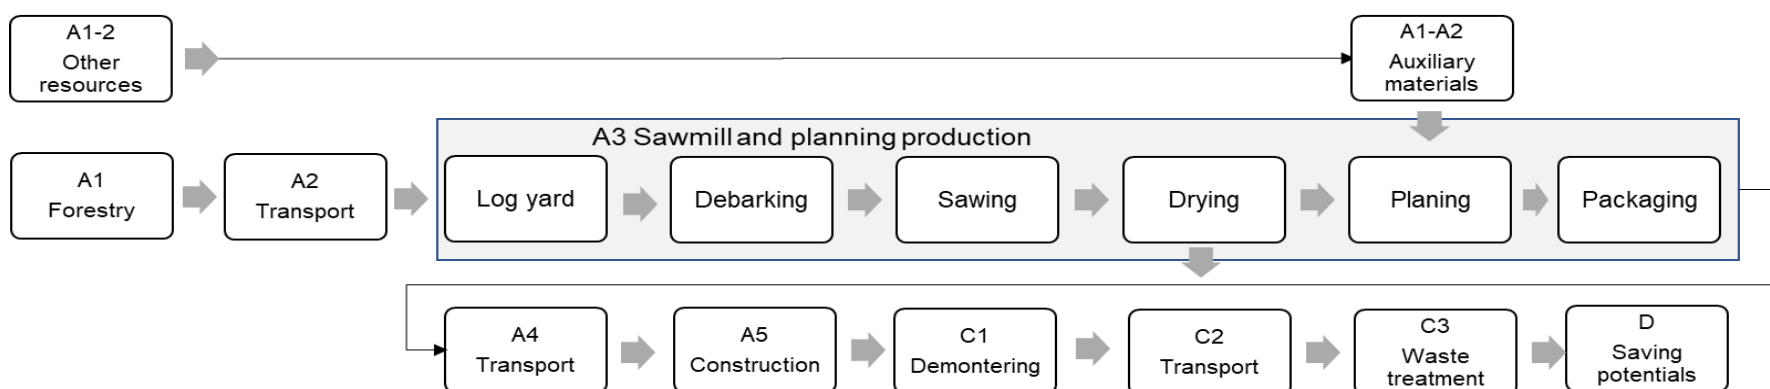 A1-2
Other
resources
A1-A2
Auxiliary
materials
A3 Sawmill and planning production
A1
Forestry
A2
Transport
Log yard
Debarking
Sawing
Drying
Planing
Packaging
A4
Transport
A5
Construction
C1
Demontering
C2
Transport
C3
Waste
treatment
D
Saving
potentials